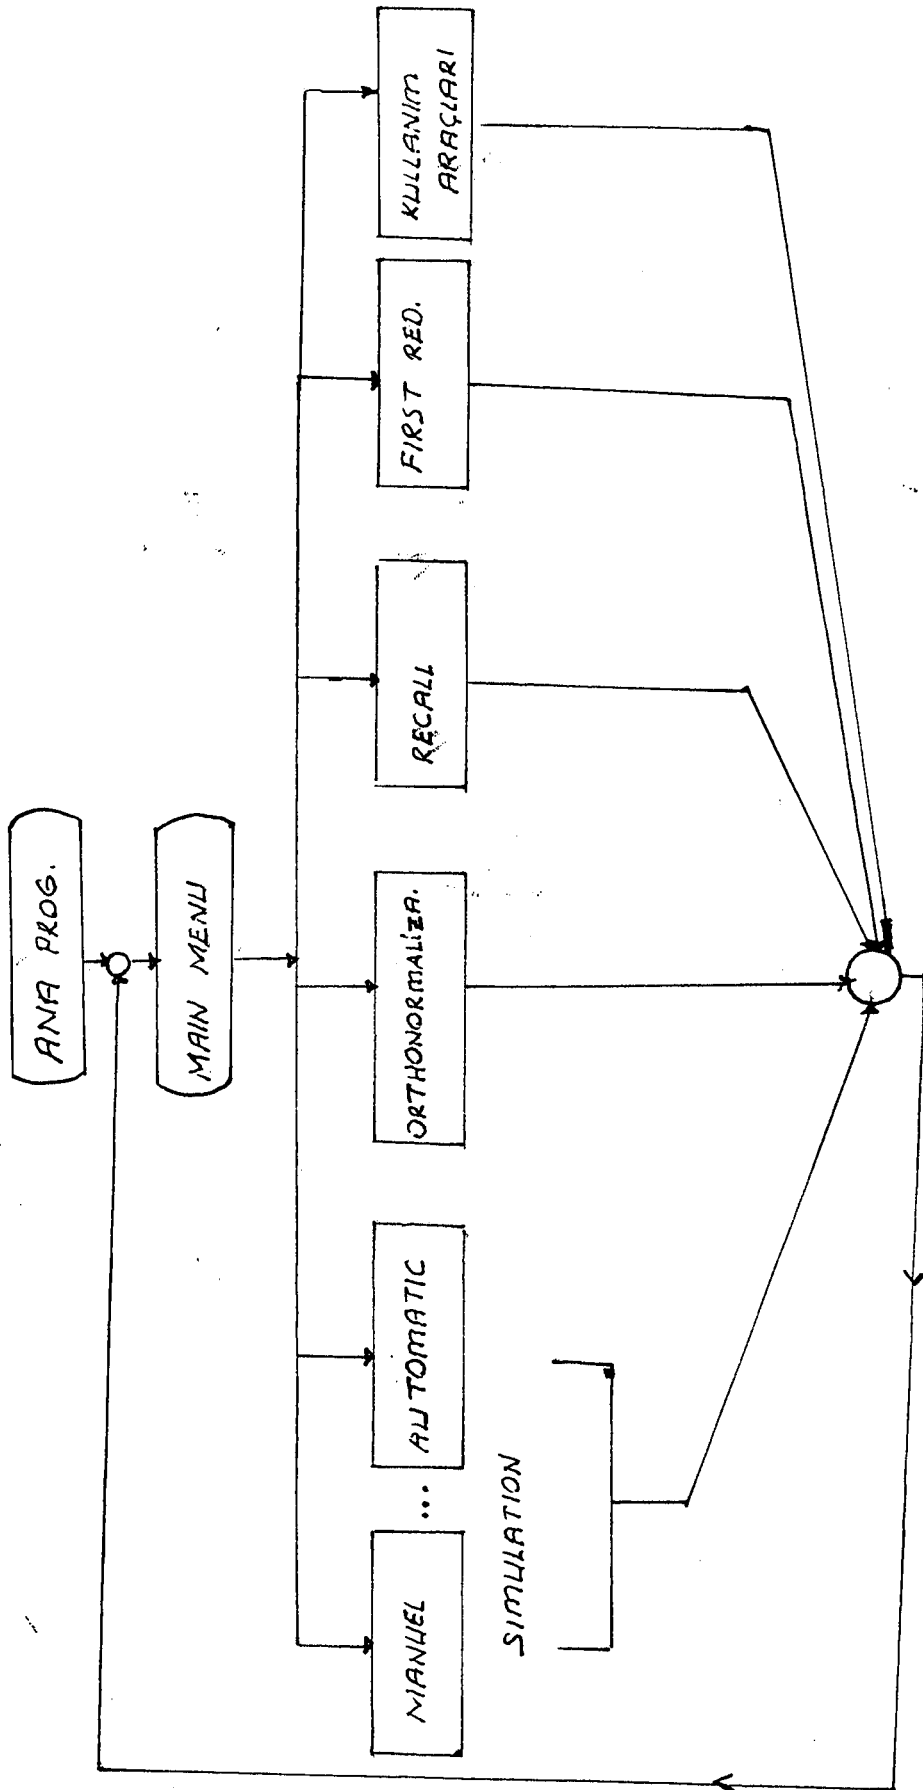 ANA PROG.
MAIN MENU
MANUEL
...
AUTOMATIC
ORTHONORMALİZA.
RECALL
FIRST RED.
KULLANIM
ARAÇLARI
SIMULATION